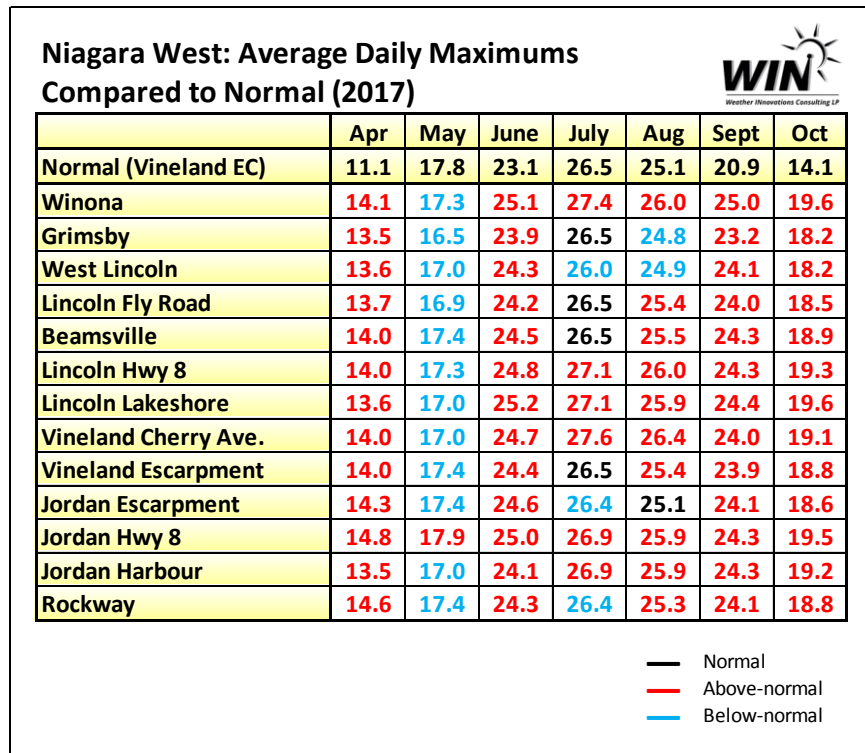 Niagara West: Average Daily Maximums
Compared to Normal (2017)
WIN
Weather INnovations Consulting LP
Apr May June July Aug Sept Oct
Normal (Vineland EC) 11.1 17.8 23.1 26.5 25.1 20.9 14.1
Winona 14.1 17.3 25.1 27.4 26.0 25.0 19.6
Grimsby 13.5 16.5 23.9 26.5 24.8 23.2 18.2
West Lincoln 13.6 17.0 24.3 26.0 24.9 24.1 18.2
Lincoln Fly Road 13.7 16.9 24.2 26.5 25.4 24.0 18.5
Beamsville 14.0 17.4 24.5 26.5 25.5 24.3 18.9
Lincoln Hwy 8 14.0 17.3 24.8 27.1 26.0 24.3 19.3
Lincoln Lakeshore 13.6 17.0 25.2 27.1 25.9 24.4 19.6
Vineland Cherry Ave. 14.0 17.0 24.7 27.6 26.4 24.0 19.1
Vineland Escarpment 14.0 17.4 24.4 26.5 25.4 23.9 18.8
Jordan Escarpment 14.3 17.4 24.6 26.4 25.1 24.1 18.6
Jordan Hwy 8 14.8 17.9 25.0 26.9 25.9 24.3 19.5
Jordan Harbour 13.5 17.0 24.1 26.9 25.9 24.3 19.2
Rockway 14.6 17.4 24.3 26.4 25.3 24.1 18.8
Normal
Above-normal
Below-normal